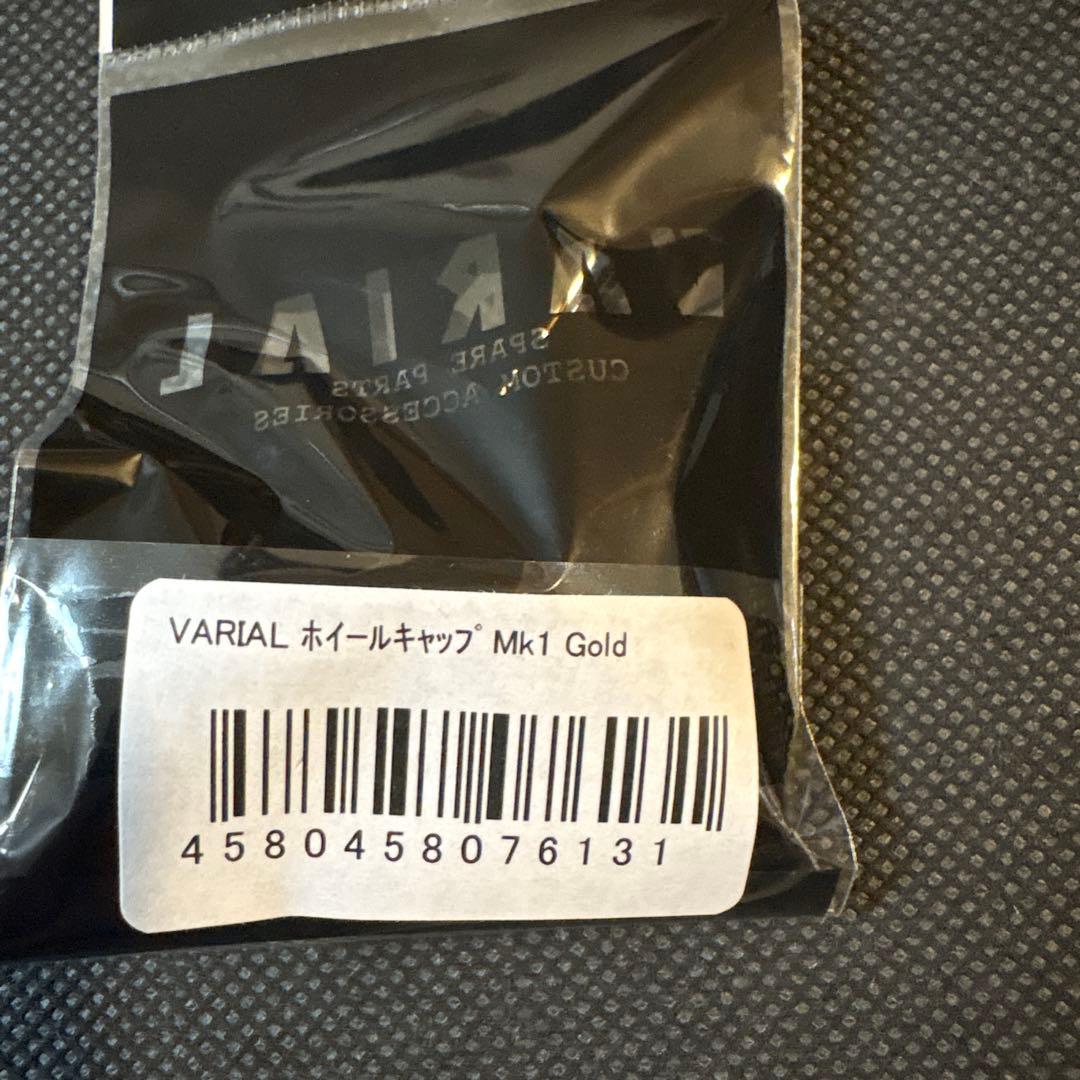 VARIAL
SPARE PARTS
CUSTOM ACCESSORIES
VARIAL ﾎｲｰﾙｷｬｯﾌﾟ Mk1 Gold
4580458076131